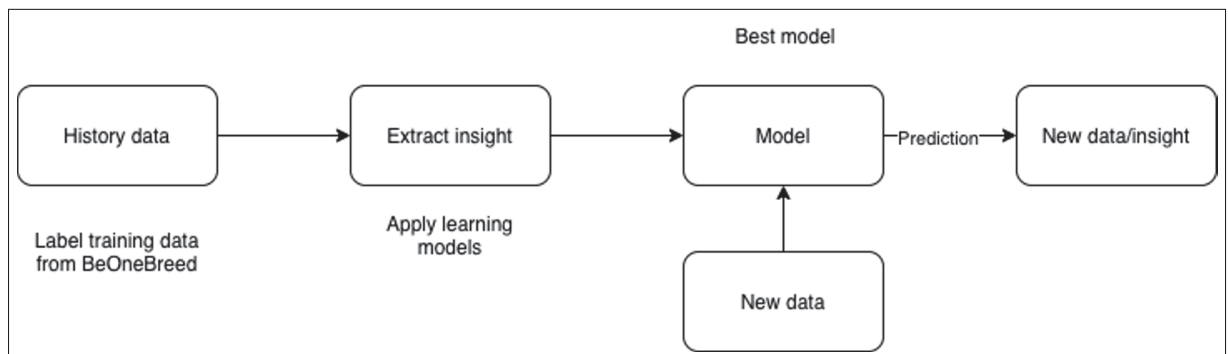 Best model
History data
Extract insight
Model
Prediction
New data/insight
Label training data
from BeOneBreed
Apply learning
models
New data